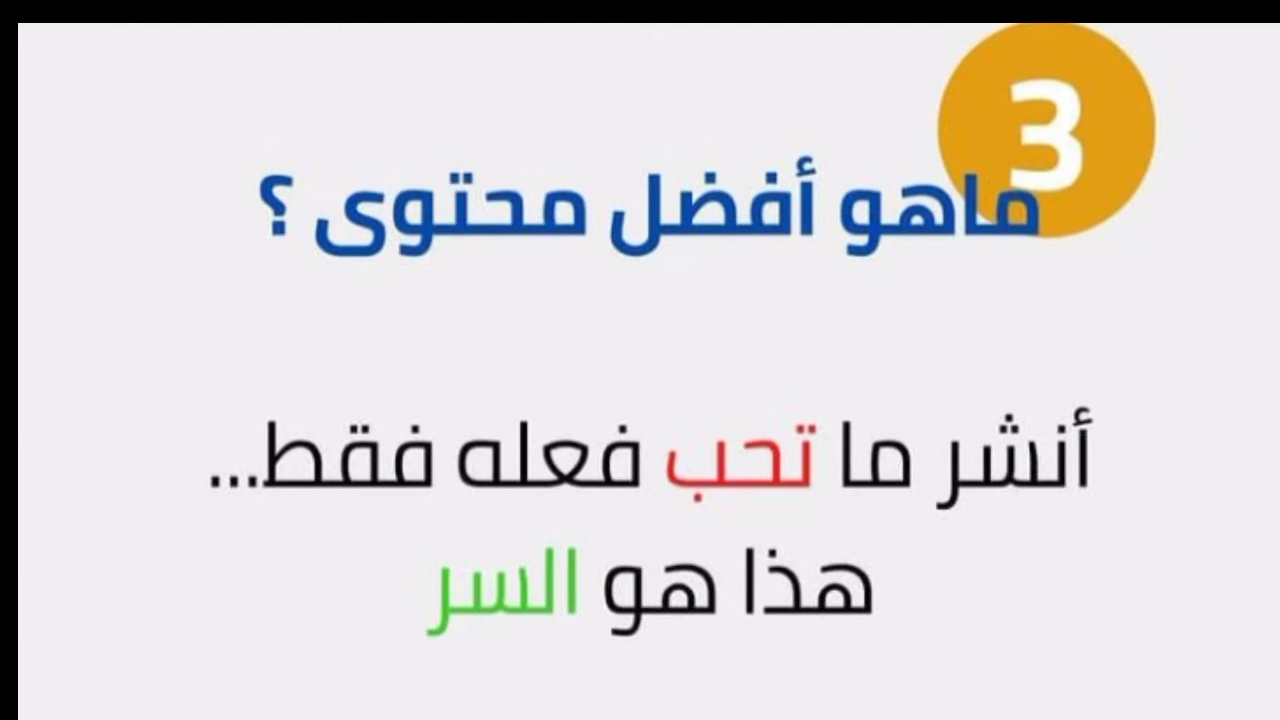 3
ماهو أفضل محتوى ؟
أنشر ما تحب فعله فقط...
هذا هو السر